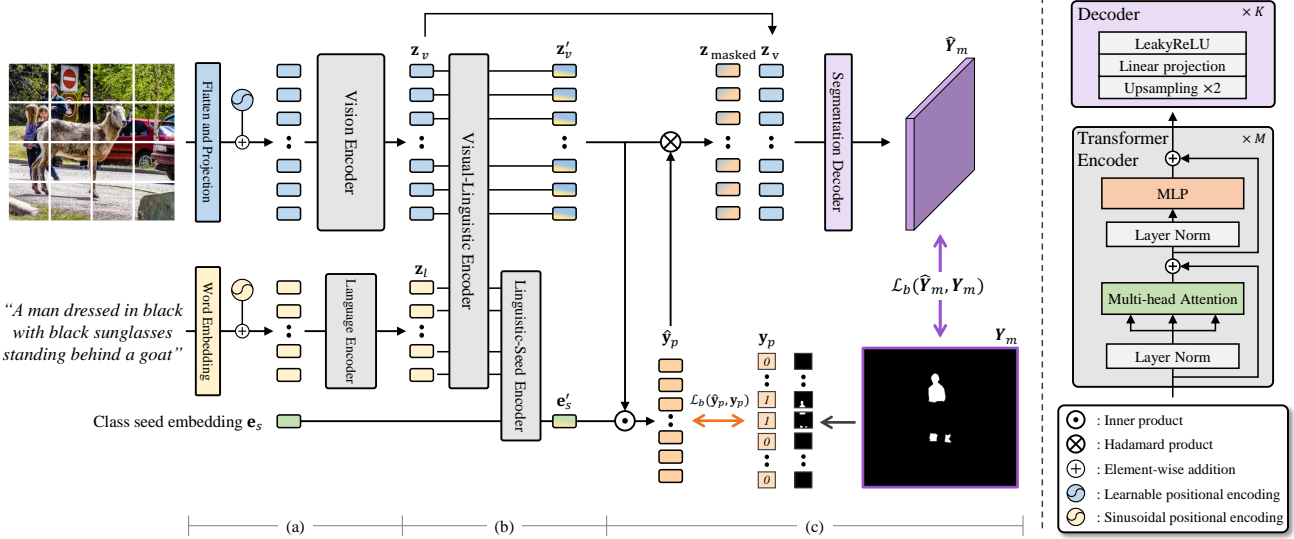 Flatten and Projection
Vision Encoder
z_v
Visual-Linguistic Encoder
z'_v
z_masked
z_v
Segmentation Decoder
Ŷ_m
ℒ_b(Ŷ_m, Y_m)
Y_m
“A man dressed in black
with black sunglasses
standing behind a goat”
Word Embedding
Language Encoder
z_l
Linguistic-Seed Encoder
Class seed embedding e_s
e'_s
ŷ_p
ℒ_b(ŷ_p, y_p)
y_p
0
1
1
0
0
(a)
(b)
(c)
Decoder
× K
LeakyReLU
Linear projection
Upsampling ×2
Transformer
Encoder
× M
MLP
Layer Norm
Multi-head Attention
Layer Norm
: Inner product
: Hadamard product
: Element-wise addition
: Learnable positional encoding
: Sinusoidal positional encoding